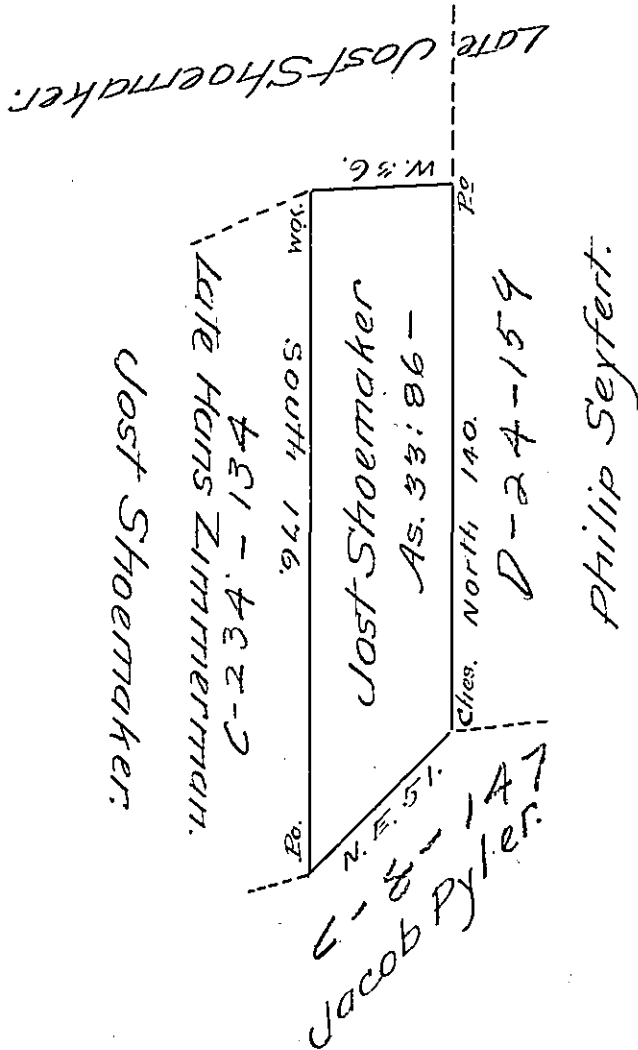 Late Jost Shoemaker.
W. 36.
Po
Po.
South 176.
Jost Shoemaker
As. 33:86 —
Ches. North 140.
D-24-159
Philip Seyfert.
N. E. 51.
C-8-147
Jacob Pyler.
Late Hans Zimmerman.
C-234-134
Jost Shoemaker.